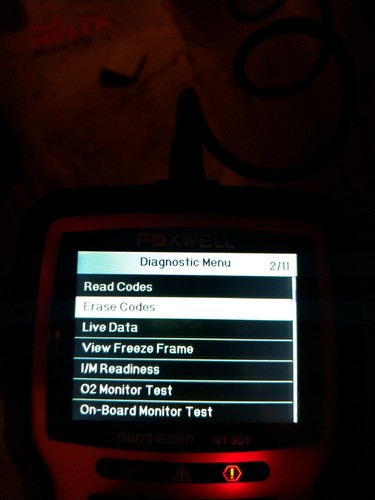 FOXWELL
Diagnostic Menu 2/11
Read Codes
Erase Codes
Live Data
View Freeze Frame
I/M Readiness
O2 Monitor Test
On-Board Monitor Test
OBDII/EOBD NT301